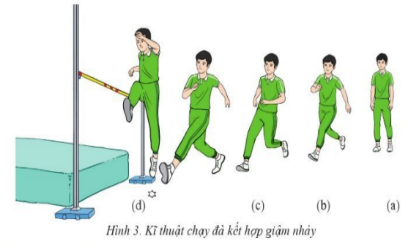 (d) (c) (b) (a)
Hình 3. Kĩ thuật chạy đà kết hợp giậm nhảy